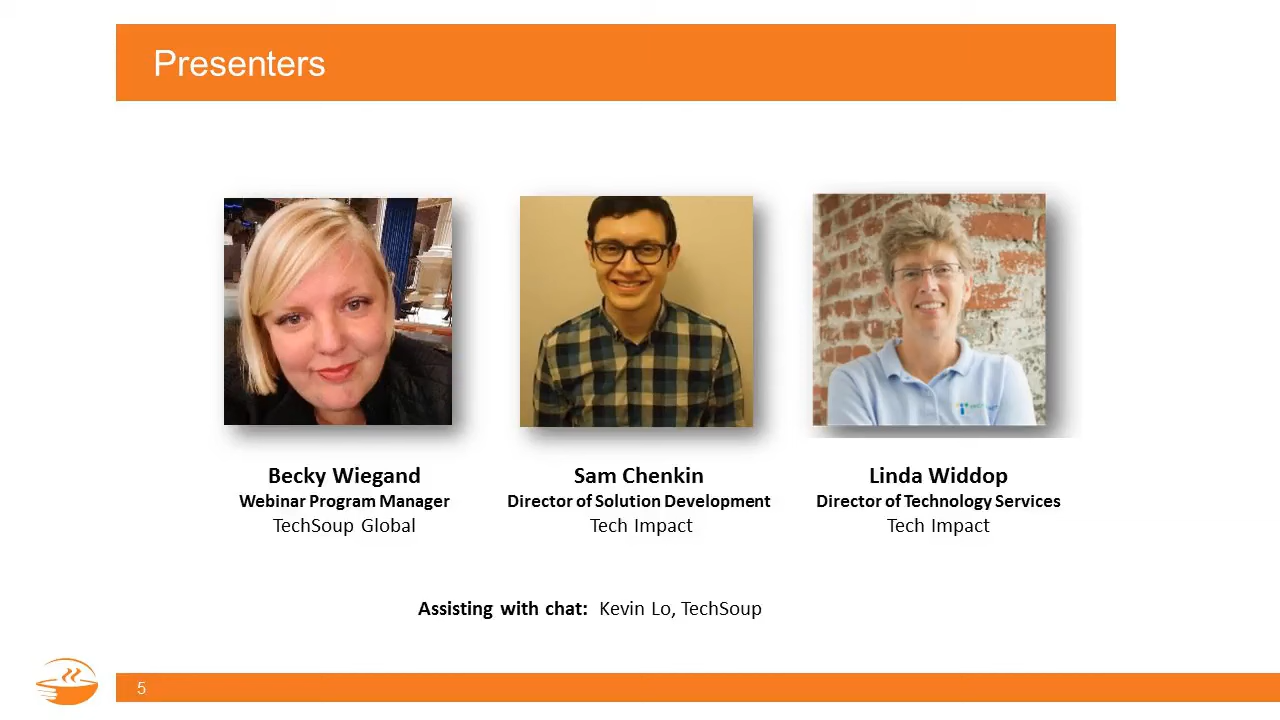 Presenters
Becky Wiegand
Webinar Program Manager
TechSoup Global
Sam Chenkin
Director of Solution Development
Tech Impact
Linda Widdop
Director of Technology Services
Tech Impact
Assisting with chat: Kevin Lo, TechSoup
5